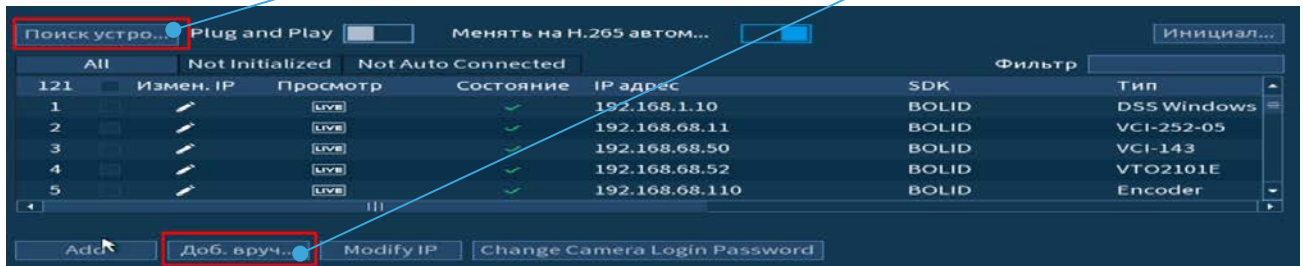 Поиск устро... Plug and Play Менять на H.265 автом... Инициал...
All Not Initialized Not Auto Connected Фильтр
121 Измен. IP Просмотр Состояние IP адрес SDK Тип
1 LIVE 192.168.1.10 BOLID DSS Windows
2 LIVE 192.168.68.11 BOLID VCI-252-05
3 LIVE 192.168.68.50 BOLID VCI-143
4 LIVE 192.168.68.52 BOLID VTO2101E
5 LIVE 192.168.68.110 BOLID Encoder
Add Доб. вруч... Modify IP Change Camera Login Password